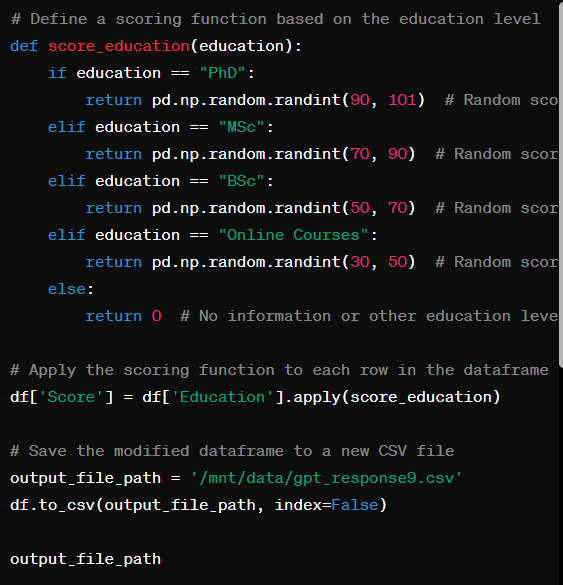 # Define a scoring function based on the education level
def score_education(education):
    if education == "PhD":
        return pd.np.random.randint(90, 101)  # Random sco
    elif education == "MSc":
        return pd.np.random.randint(70, 90)  # Random scor
    elif education == "BSc":
        return pd.np.random.randint(50, 70)  # Random scor
    elif education == "Online Courses":
        return pd.np.random.randint(30, 50)  # Random scor
    else:
        return 0  # No information or other education leve

# Apply the scoring function to each row in the dataframe
df['Score'] = df['Education'].apply(score_education)

# Save the modified dataframe to a new CSV file
output_file_path = '/mnt/data/gpt_response9.csv'
df.to_csv(output_file_path, index=False)

output_file_path